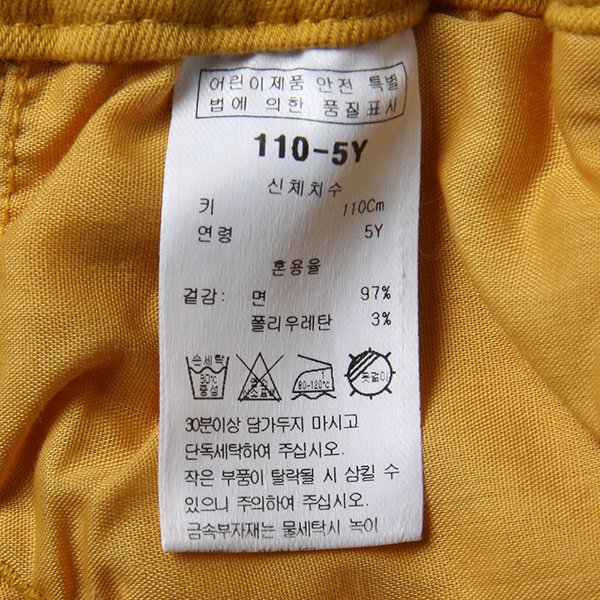 어린이제품 안전 특별
법에 의한 품질표시
110-5Y
신체치수
키 110Cm
연령 5Y
혼용율
겉감: 면 97%
폴리우레탄 3%
손세탁
30℃
중성
80-120℃
옷걸이
30분이상 담가두지 마시고
단독세탁하여 주십시오.
작은 부품이 탈락될 시 삼킬 수
있으니 주의하여 주십시오.
금속부자재는 물세탁시 녹이